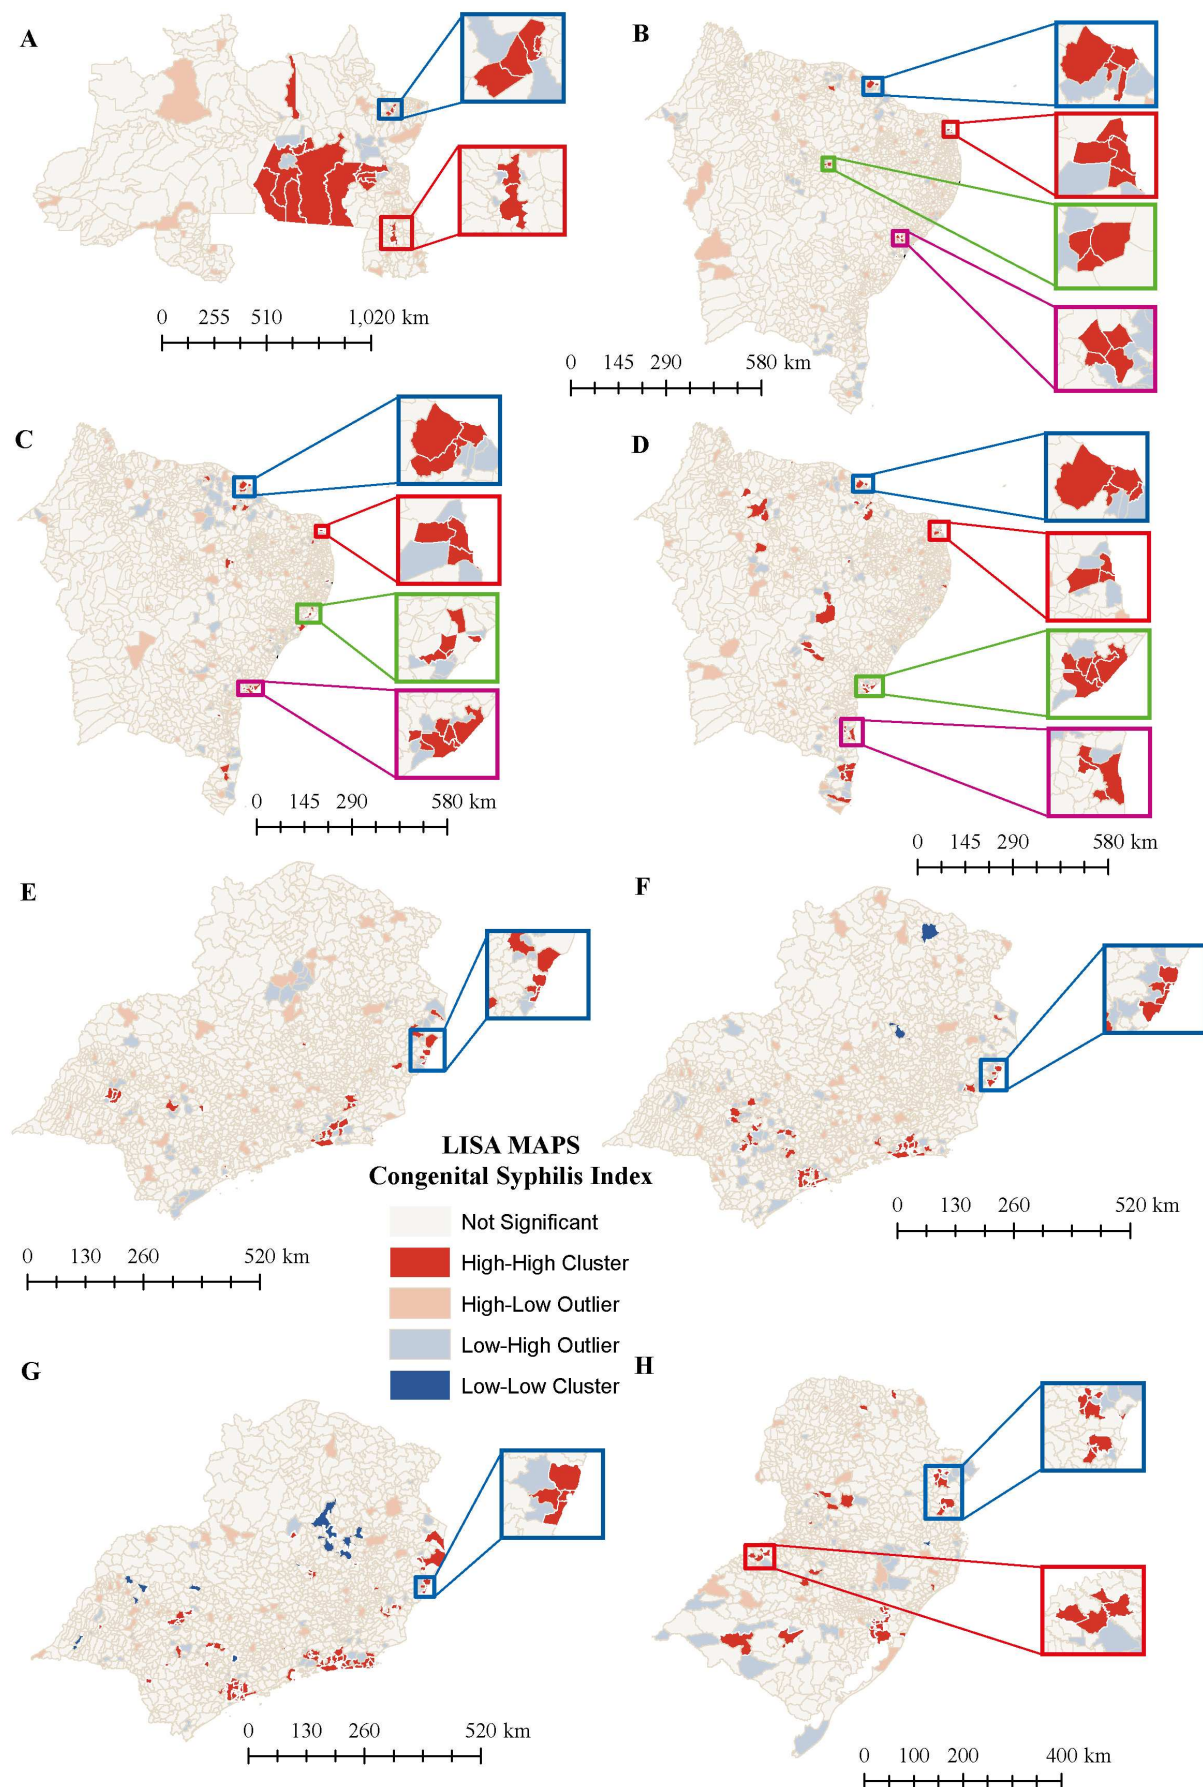 A
B
0 255 510 1,020 km
0 145 290 580 km
C
D
0 145 290 580 km
0 145 290 580 km
E
F
LISA MAPS
Congenital Syphilis Index
Not Significant
High-High Cluster
High-Low Outlier
Low-High Outlier
Low-Low Cluster
0 130 260 520 km
0 130 260 520 km
G
H
0 130 260 520 km
0 100 200 400 km